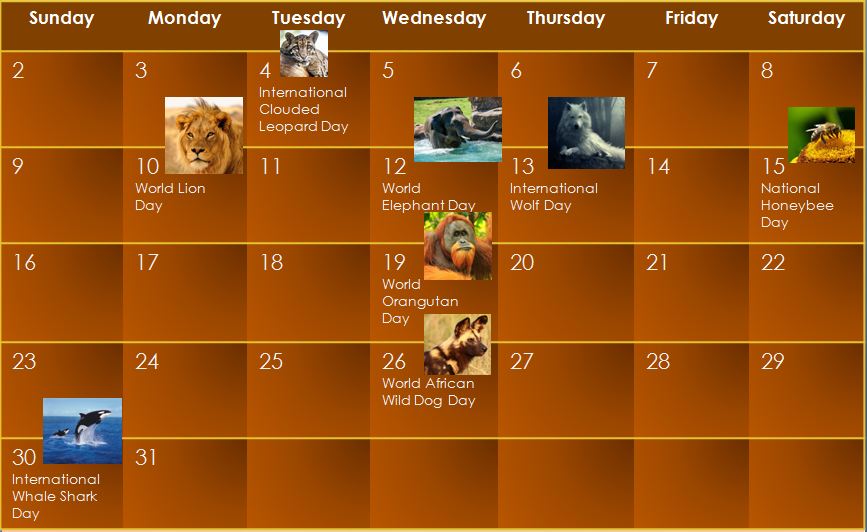 Sunday Monday Tuesday Wednesday Thursday Friday Saturday
2 3 4 5 6 7 8
International
Clouded
Leopard Day
9 10 11 12 13 14 15
World Lion
Day
World
Elephant Day
International
Wolf Day
National
Honeybee
Day
16 17 18 19 20 21 22
World
Orangutan
Day
23 24 25 26 27 28 29
World African
Wild Dog Day
30 31
International
Whale Shark
Day